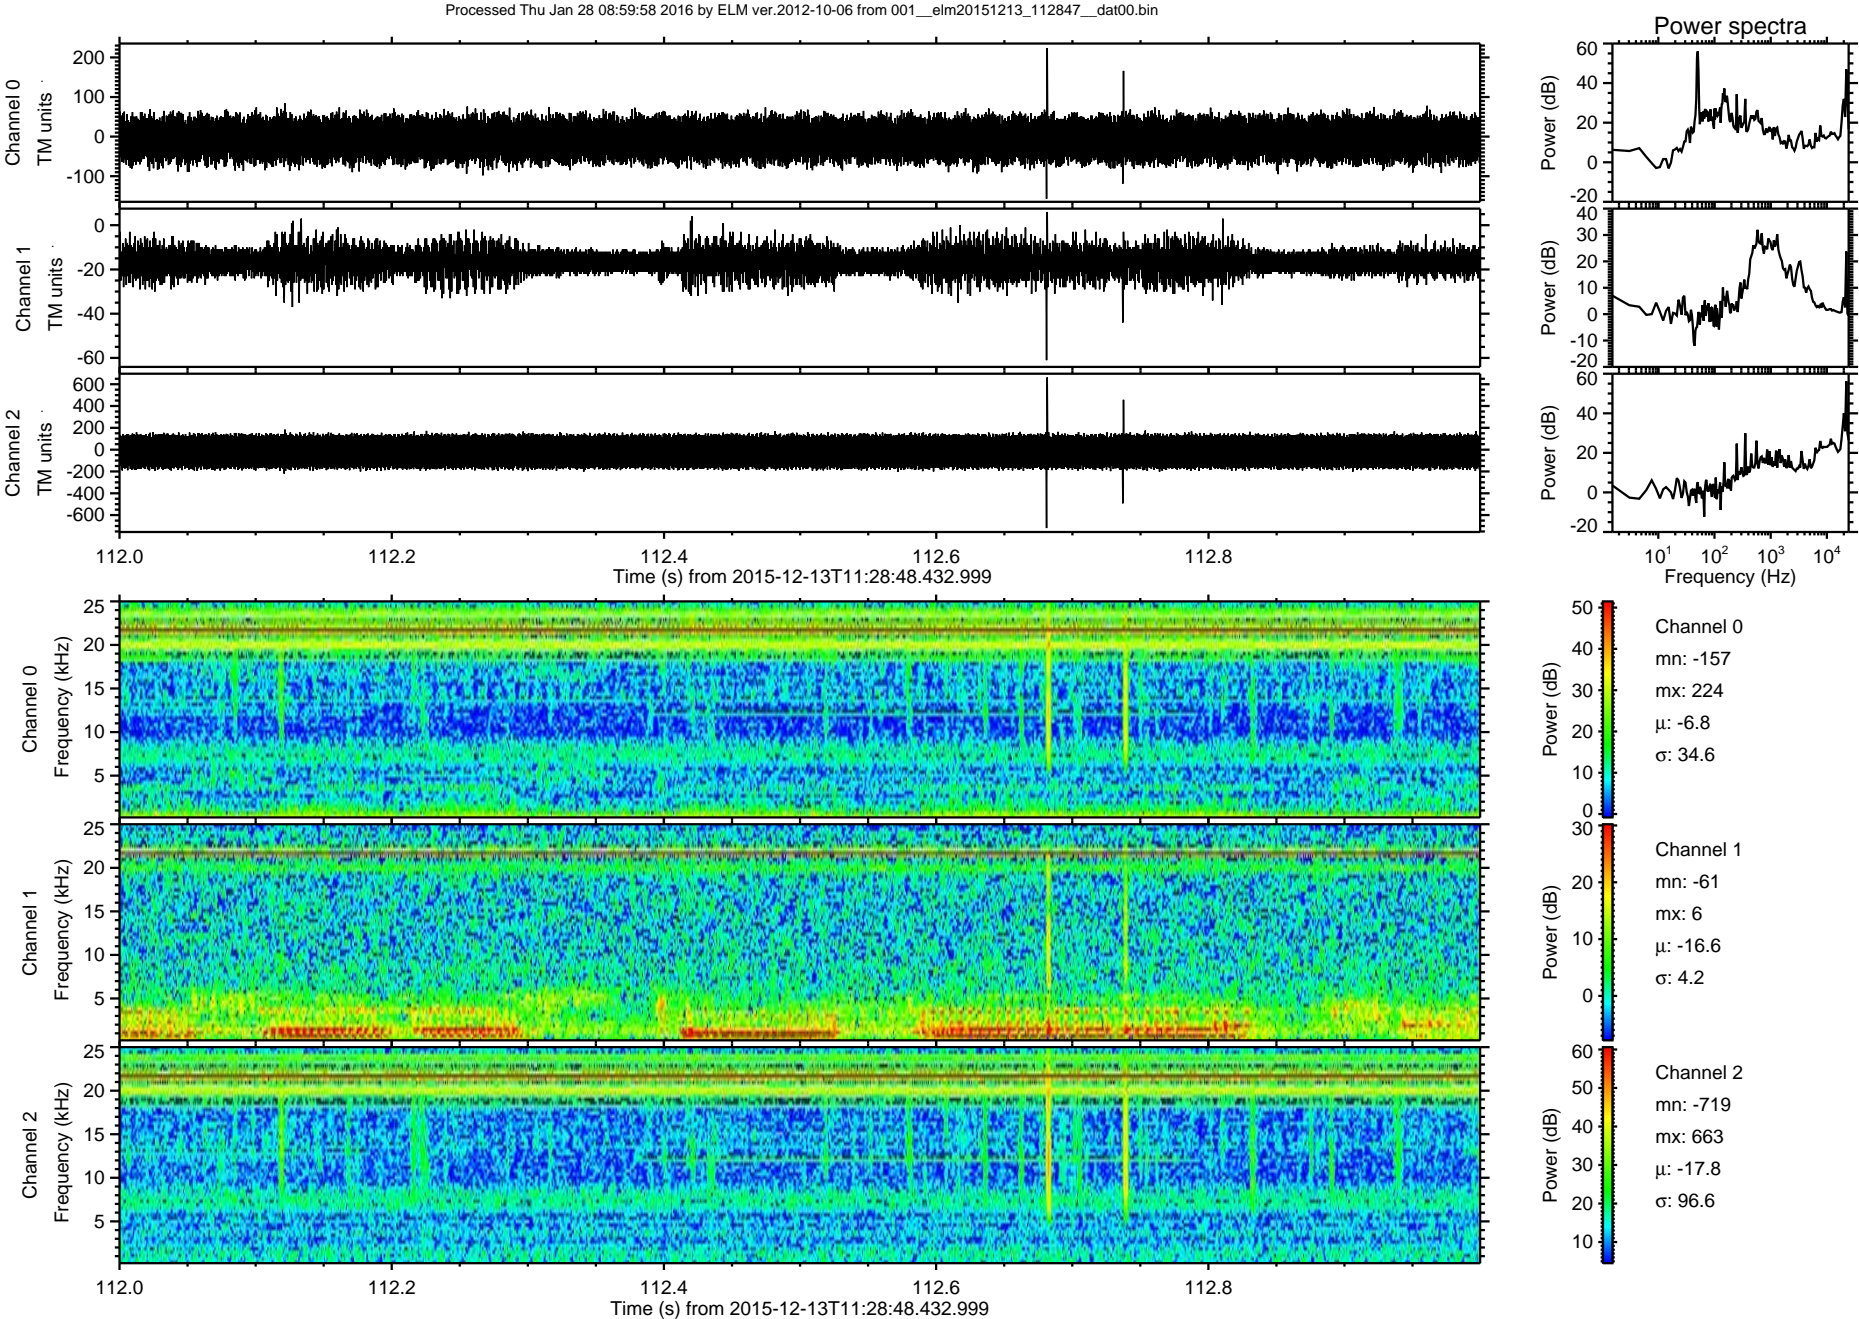 Processed Thu Jan 28 08:59:58 2016 by ELM ver.2012-10-06 from 001__elm20151213_112847__dat00.bin
Power spectra
Channel 0
TM units
200
100
0
-100
Power (dB)
60
40
20
0
-20
Channel 1
TM units
0
-20
-40
-60
Power (dB)
40
30
20
10
0
-10
-20
Channel 2
TM units
600
400
200
0
-200
-400
-600
Power (dB)
60
40
20
0
-20
112.0 112.2 112.4 112.6 112.8
Time (s) from 2015-12-13T11:28:48.432.999
10¹ 10² 10³ 10⁴
Frequency (Hz)
Channel 0
Frequency (kHz)
25
20
15
10
5
Power (dB)
50
40
30
20
10
0
Channel 0
mn: -157
mx: 224
μ: -6.8
σ: 34.6
Channel 1
Frequency (kHz)
25
20
15
10
5
Power (dB)
30
20
10
0
Channel 1
mn: -61
mx: 6
μ: -16.6
σ: 4.2
Channel 2
Frequency (kHz)
25
20
15
10
5
Power (dB)
60
50
40
30
20
10
Channel 2
mn: -719
mx: 663
μ: -17.8
σ: 96.6
112.0 112.2 112.4 112.6 112.8
Time (s) from 2015-12-13T11:28:48.432.999